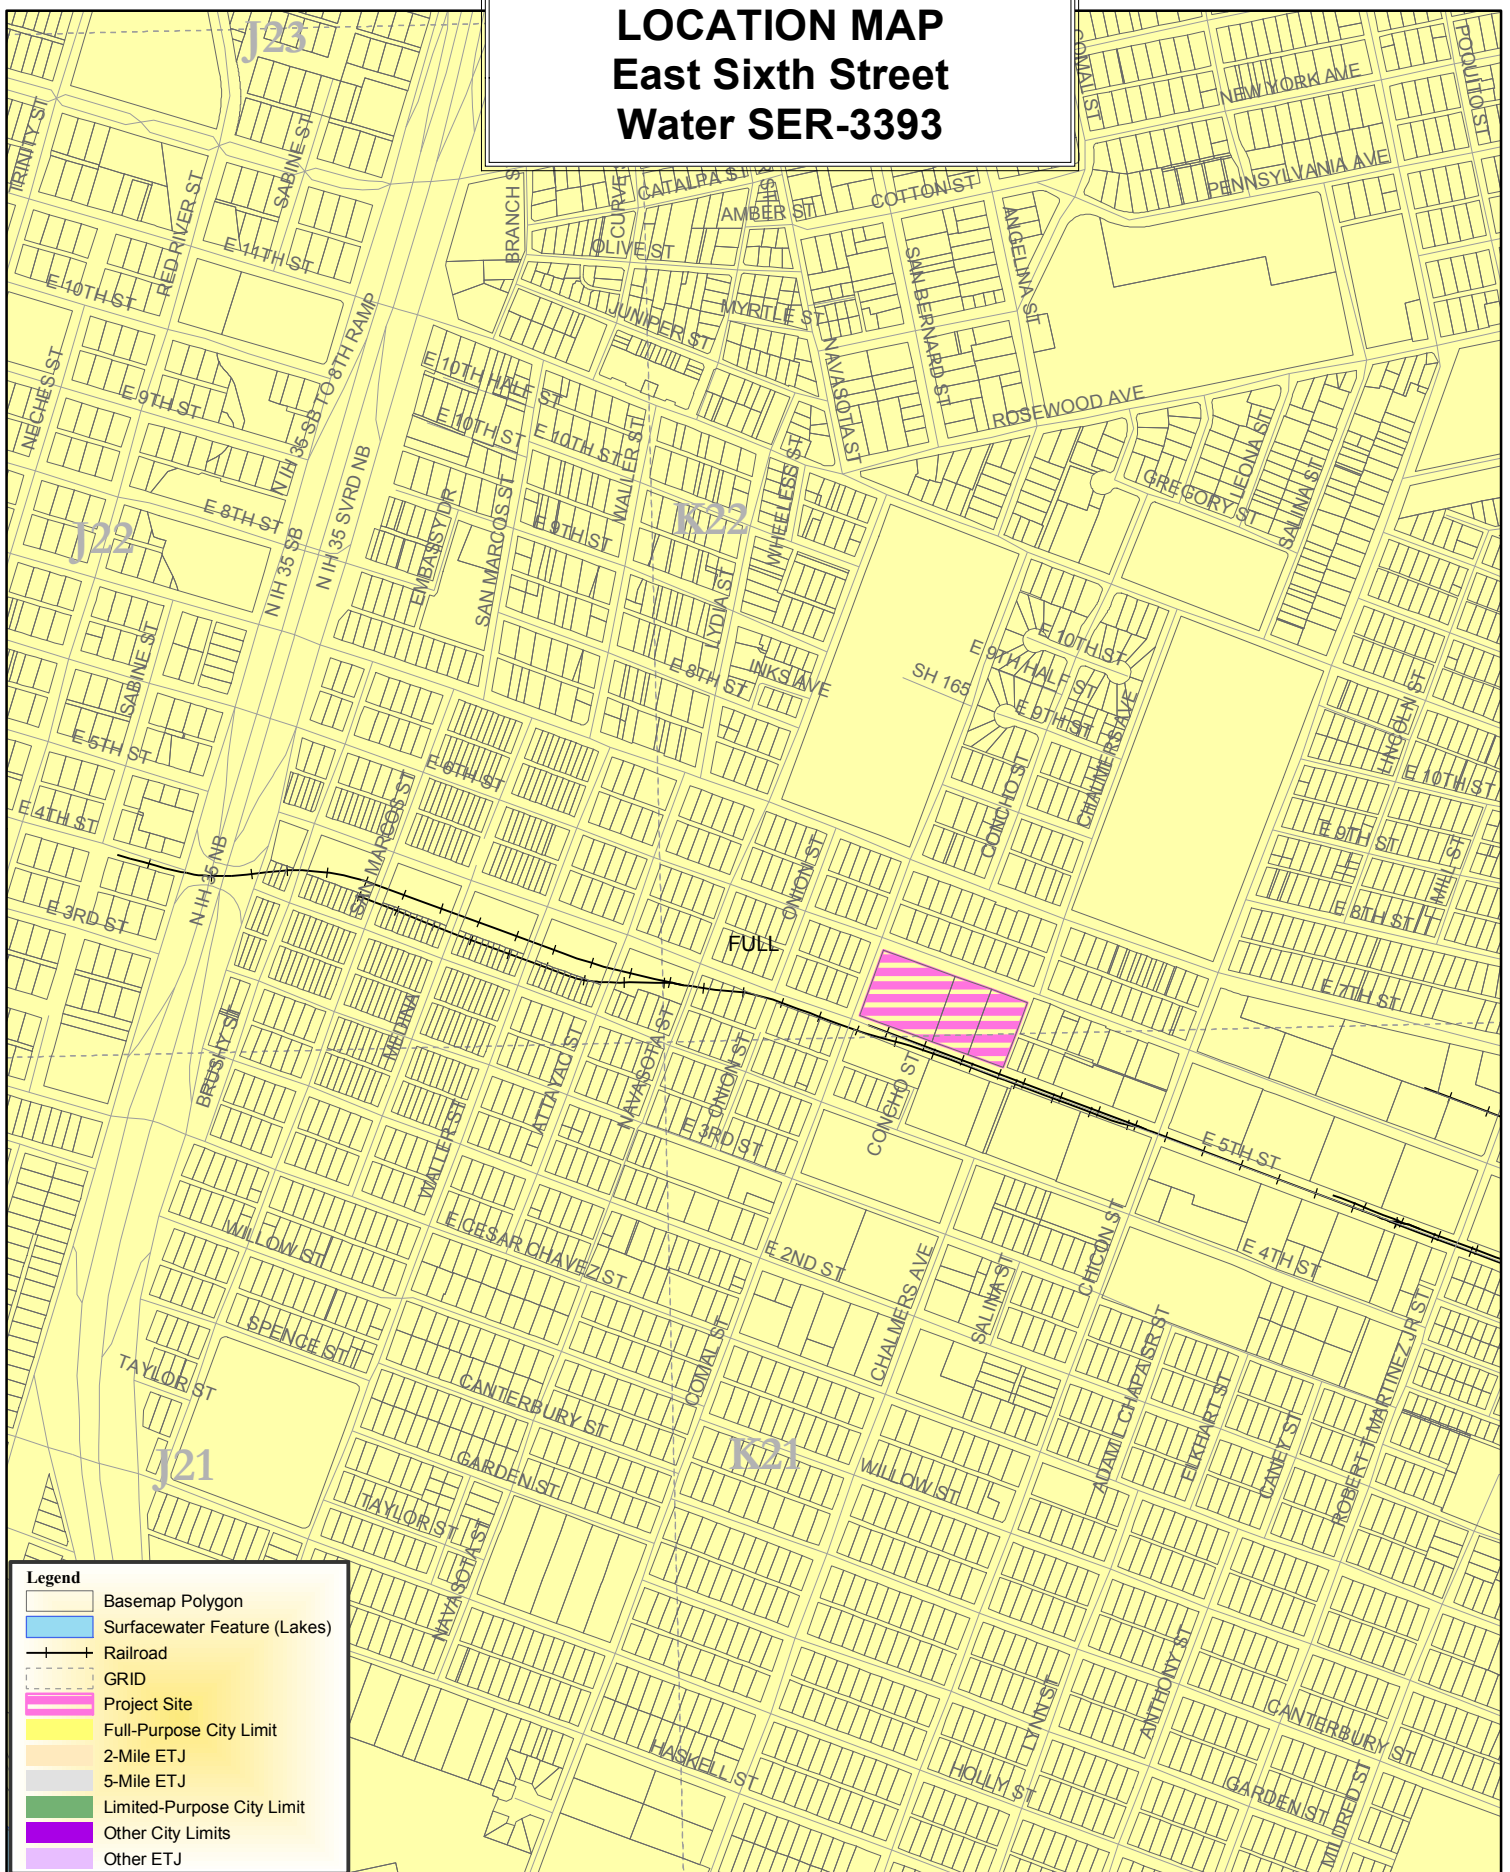 LOCATION MAP
East Sixth Street
Water SER-3393
J23
TRINITY ST
SABINE ST
RED RIVER ST
E 11TH ST
E 10TH ST
NECHES ST
E 9TH ST
N IH 35 SB TO 8TH RAMP
E 8TH ST
N IH 35 SB
N IH 35 SVRD NB
J22
SABINE ST
E 5TH ST
E 4TH ST
E 3RD ST
N IH 35 NB
BRANCH S
CURVE
CATALPA ST
R ST
AMBER ST
COTTON ST
OLIVE ST
JUNIPER ST
MYRTLE ST
NAVASOTA ST
SAN BERNARD ST
ANGELINA ST
COMAL ST
NEW YORK AVE
POQUITO ST
PENNSYLVANIA AVE
ROSEWOOD AVE
GREGORY ST
LEONA ST
SALINA ST
E 10TH HALF ST
E 10TH ST
E 10TH ST
WALLER ST
WHEELESS ST
K22
EMBASSY DR
SAN MARCOS ST
E 9TH ST
LYDIA ST
E 8TH ST
INKS AVE
SH 165
E 10TH ST
E 9TH HALF ST
E 9TH ST
CHALMERS AVE
CONCHO ST
LINCOLN ST
E 10TH ST
E 9TH ST
MILL ST
E 8TH ST
E 7TH ST
E 6TH ST
SAN MARCOS ST
ONION ST
FULL
BRUSHY ST
MEDINA
ATTAYAC ST
NAVASOTA ST
ONION ST
E 3RD ST
CONCHO ST
E 5TH ST
WALLER ST
WILLOW ST
E CESAR CHAVEZ ST
E 2ND ST
CHALMERS AVE
SALINA ST
CHICON ST
E 4TH ST
SPENCE ST
TAYLOR ST
CANTERBURY ST
COMAL ST
ADAM L CHAPA SR ST
ELKHART ST
CANEY ST
ROBERT T MARTINEZ JR ST
J21
GARDEN ST
K21
WILLOW ST
TAYLOR ST
NAVASOTA ST
LYNN ST
ANTHONY ST
CANTERBURY ST
HASKELL ST
HOLLY ST
GARDEN ST
MILDRED ST
Legend
Basemap Polygon
Surfacewater Feature (Lakes)
Railroad
GRID
Project Site
Full-Purpose City Limit
2-Mile ETJ
5-Mile ETJ
Limited-Purpose City Limit
Other City Limits
Other ETJ